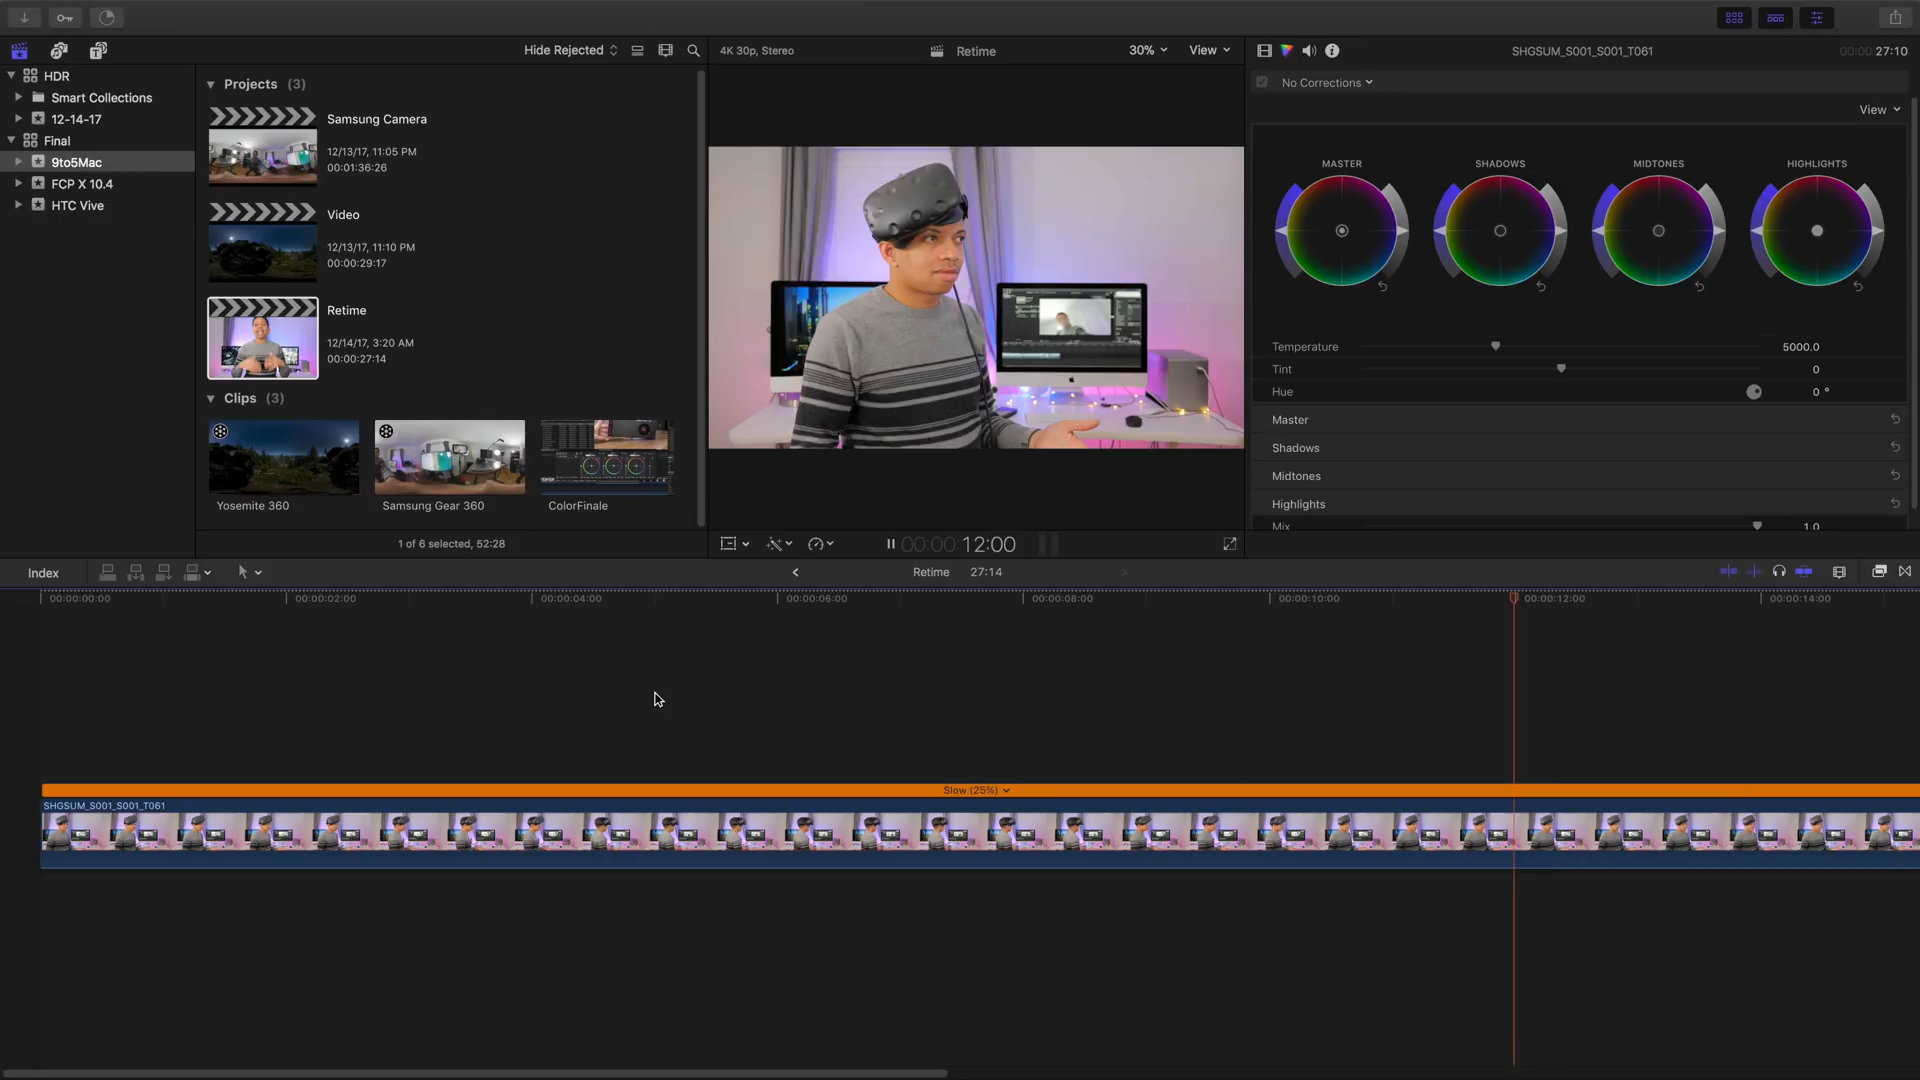 Hide Rejected
4K 30p, Stereo
Retime
30%
View
SHGSUM_S001_S001_T061
00:00:27:10
HDR
Smart Collections
12-14-17
Final
9to5Mac
FCP X 10.4
HTC Vive
Projects (3)
Samsung Camera
12/13/17, 11:05 PM
00:01:36:26
Video
12/13/17, 11:10 PM
00:00:29:17
Retime
12/14/17, 3:20 AM
00:00:27:14
Clips (3)
Yosemite 360
Samsung Gear 360
ColorFinale
1 of 6 selected, 52:28
00:00:12:00
No Corrections
View
MASTER
SHADOWS
MIDTONES
HIGHLIGHTS
Temperature
5000.0
Tint
0
Hue
0 °
Master
Shadows
Midtones
Highlights
Mix
1.0
Index
Retime
27:14
00:00:00:00
00:00:02:00
00:00:04:00
00:00:06:00
00:00:08:00
00:00:10:00
00:00:12:00
00:00:14:00
Slow (25%)
SHGSUM_S001_S001_T061